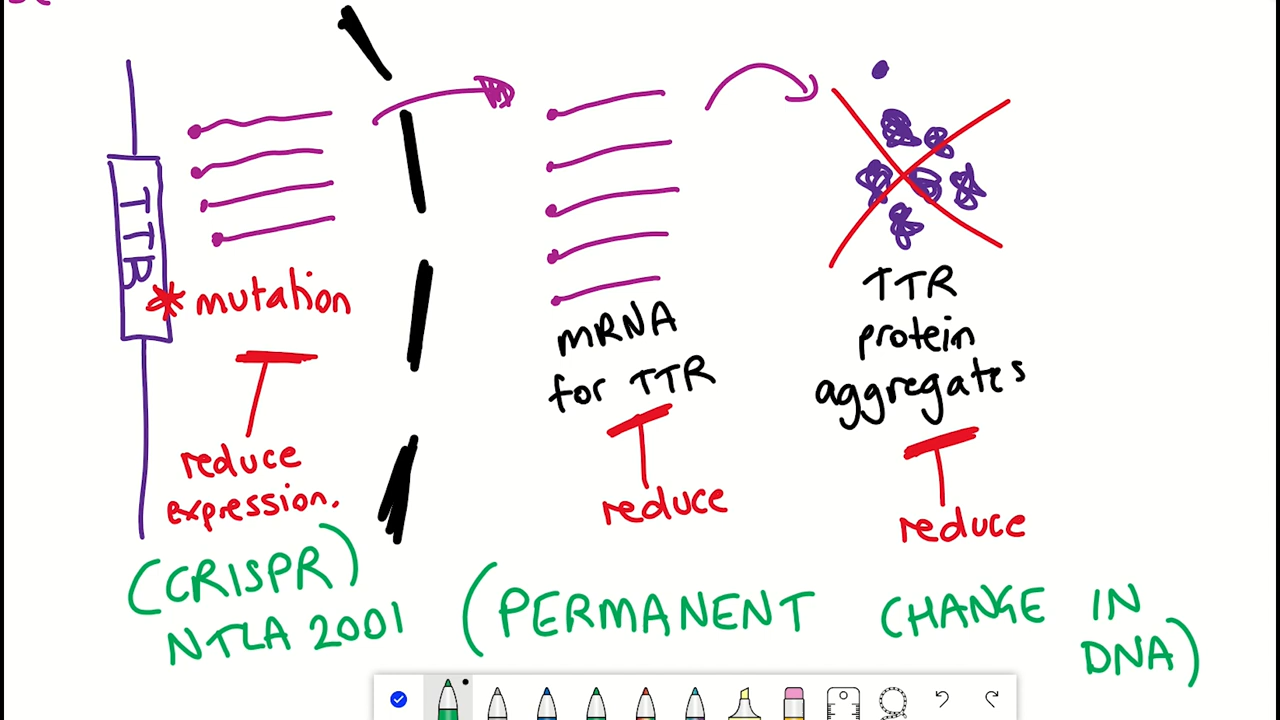 TTR
* mutation
reduce
expression.
mRNA
for TTR
reduce
TTR
protein
aggregates
reduce
(CRISPR)
NTLA 2001
(PERMANENT CHANGE IN
DNA)